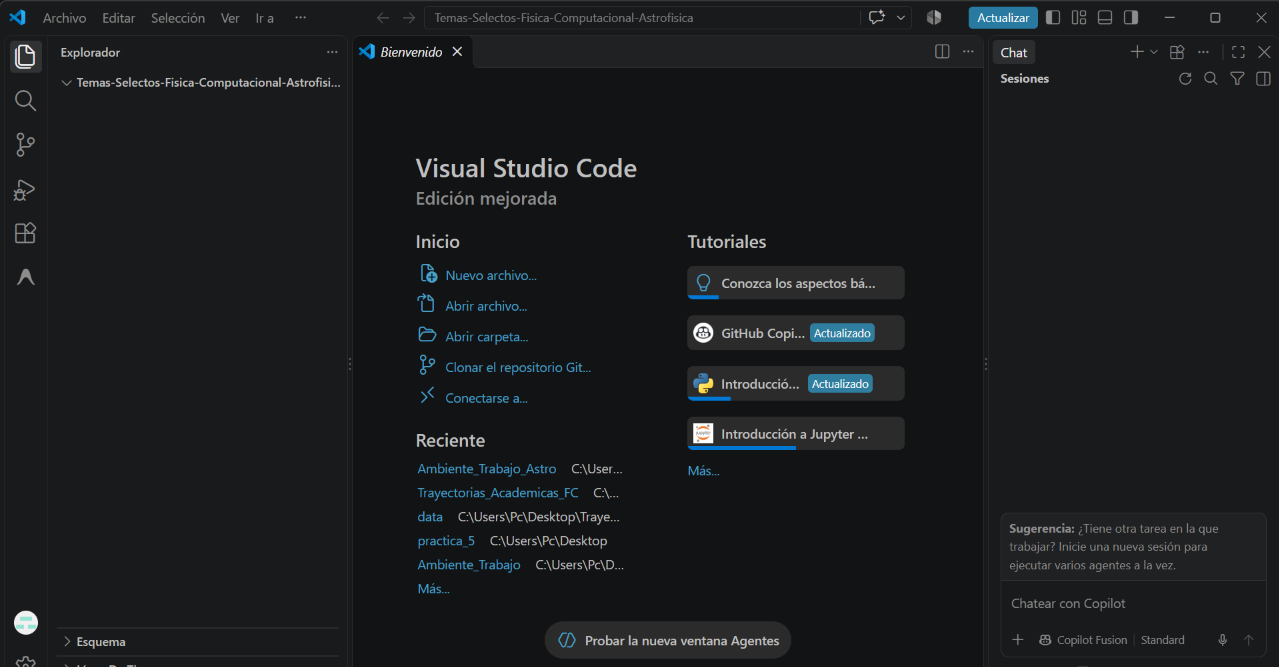 Archivo Editar Selección Ver Ir a ··· Temas-Selectos-Fisica-Computacional-Astrofisica Actualizar
Explorador ···
Temas-Selectos-Fisica-Computacional-Astrofisi...
Bienvenido
Visual Studio Code
Edición mejorada
Inicio
Nuevo archivo...
Abrir archivo...
Abrir carpeta...
Clonar el repositorio Git...
Conectarse a...
Reciente
Ambiente_Trabajo_Astro C:\User...
Trayectorias_Academicas_FC C:\...
data C:\Users\Pc\Desktop\Traye...
practica_5 C:\Users\Pc\Desktop
Ambiente_Trabajo C:\Users\Pc\D...
Más...
Tutoriales
Conozca los aspectos bá...
GitHub Copi... Actualizado
Introducció... Actualizado
Introducción a Jupyter ...
Más...
Probar la nueva ventana Agentes
Esquema
Chat
Sesiones
Sugerencia: ¿Tiene otra tarea en la que
trabajar? Inicie una nueva sesión para
ejecutar varios agentes a la vez.
Chatear con Copilot
Copilot Fusion Standard